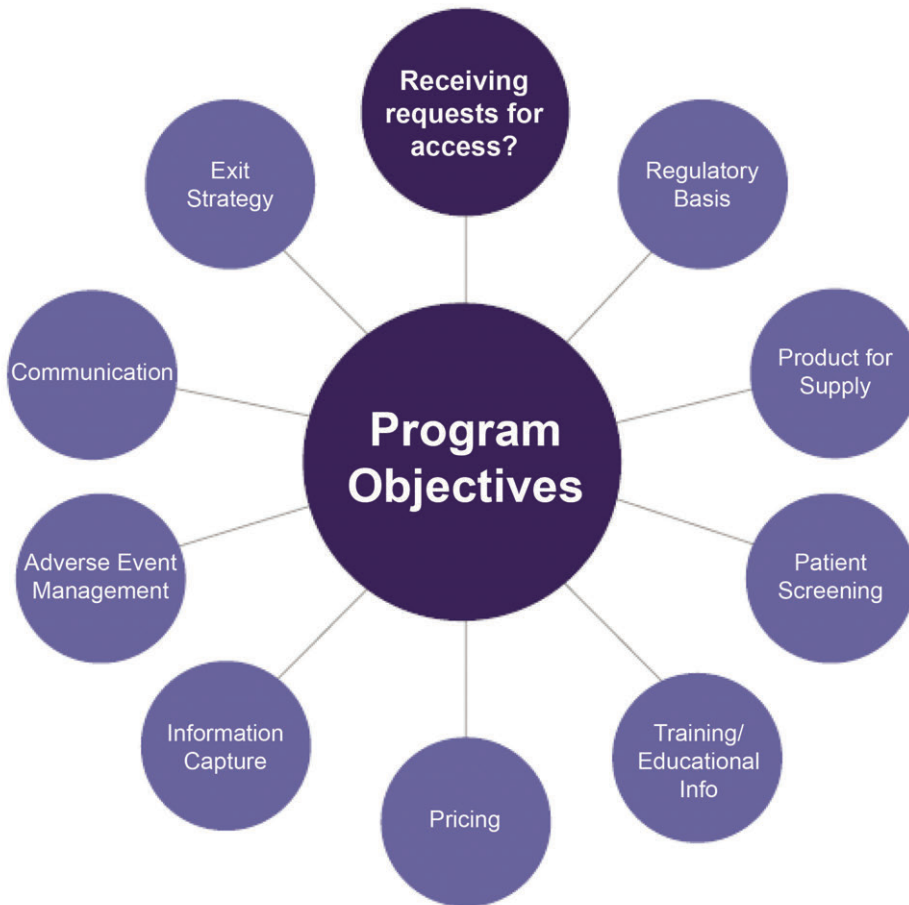 Receiving
requests for
access?
Regulatory
Basis
Product for
Supply
Patient
Screening
Training/
Educational
Info
Pricing
Information
Capture
Adverse Event
Management
Communication
Exit
Strategy
Program
Objectives